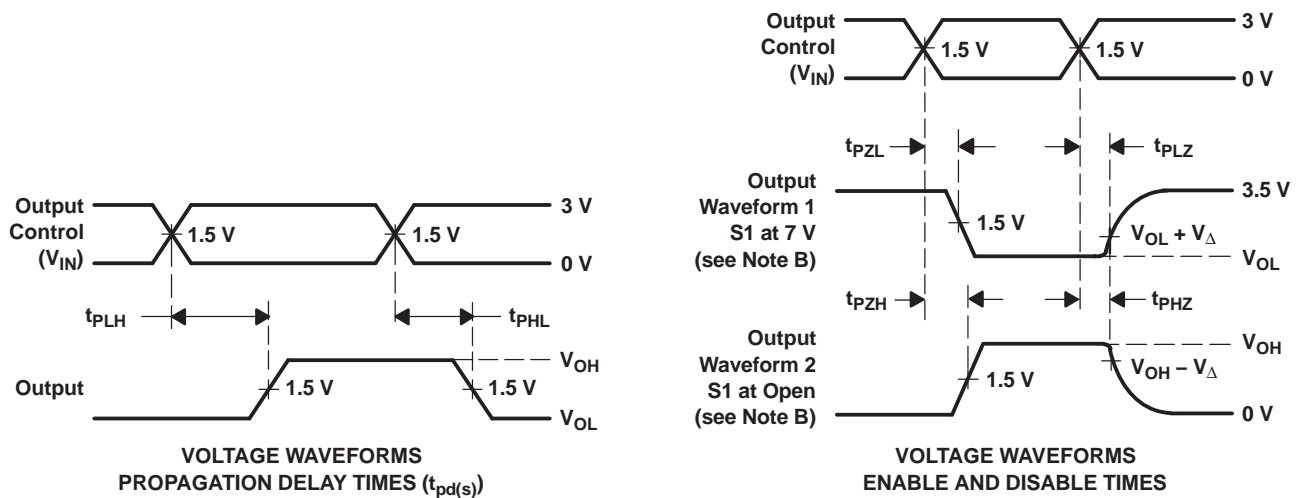 Output
Control
(VIN)
3 V
1.5 V
1.5 V
0 V
tPLH
tPHL
Output
VOH
1.5 V
1.5 V
VOL
VOLTAGE WAVEFORMS
PROPAGATION DELAY TIMES (tpd(s))
Output
Control
(VIN)
3 V
1.5 V
1.5 V
0 V
tPZL
tPLZ
Output
Waveform 1
S1 at 7 V
(see Note B)
3.5 V
1.5 V
VOL + VΔ
VOL
tPZH
tPHZ
Output
Waveform 2
S1 at Open
(see Note B)
VOH
1.5 V
VOH − VΔ
0 V
VOLTAGE WAVEFORMS
ENABLE AND DISABLE TIMES